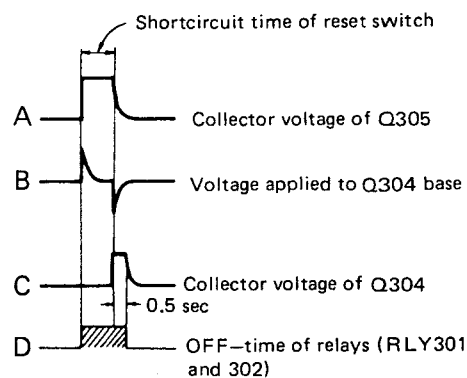 Shortcircuit time of reset switch
A Collector voltage of Q305
B Voltage applied to Q304 base
C Collector voltage of Q304
0.5 sec
D OFF—time of relays (RLY301
and 302)